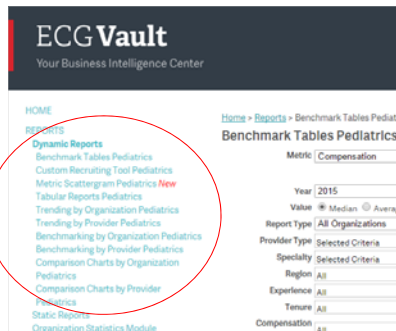 ECG Vault
Your Business Intelligence Center
HOME
REPORTS
Dynamic Reports
Benchmark Tables Pediatrics
Custom Recruiting Tool Pediatrics
Metric Scattergram Pediatrics New
Tabular Reports Pediatrics
Trending by Organization Pediatrics
Trending by Provider Pediatrics
Benchmarking by Organization Pediatrics
Benchmarking by Provider Pediatrics
Comparison Charts by Organization
Pediatrics
Comparison Charts by Provider
Pediatrics
Static Reports
Organization Statistics Module
Home > Reports > Benchmark Tables Pediat
Benchmark Tables Pediatrics
Metric Compensation
Year 2015
Value Median Avera
Report Type All Organizations
Provider Type Selected Criteria
Specialty Selected Criteria
Region All
Experience All
Tenure All
Compensation All